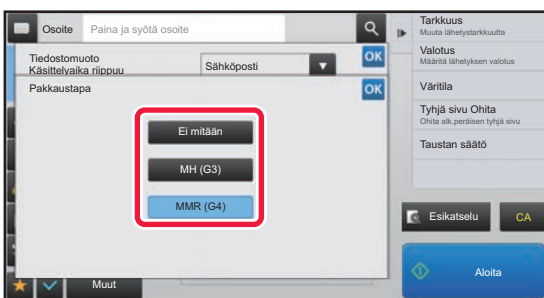 Osoite
Paina ja syötä osoite
Tiedostomuoto
Käsittelyaika riippuu
Sähköposti
OK
Pakkaustapa
OK
Ei mitään
MH (G3)
MMR (G4)
Muut
Tarkkuus
Muuta lähetystarkkuutta
Valotus
Määritä lähetyksen valotus
Väritila
Tyhjä sivu Ohita
Ohita alk.peräisen tyhjä sivu
Taustan säätö
Esikatselu
CA
Aloita